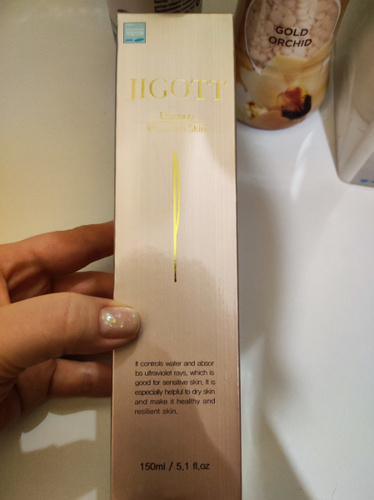 JIGOTT
Skin
It controls water and absor
bs ultraviolet rays, which is
good for sensitive skin. It is
especially helpful to dry skin
and make it healthy and
resilient skin.
150ml / 5,1 fl,oz
GOLD
ORCHID